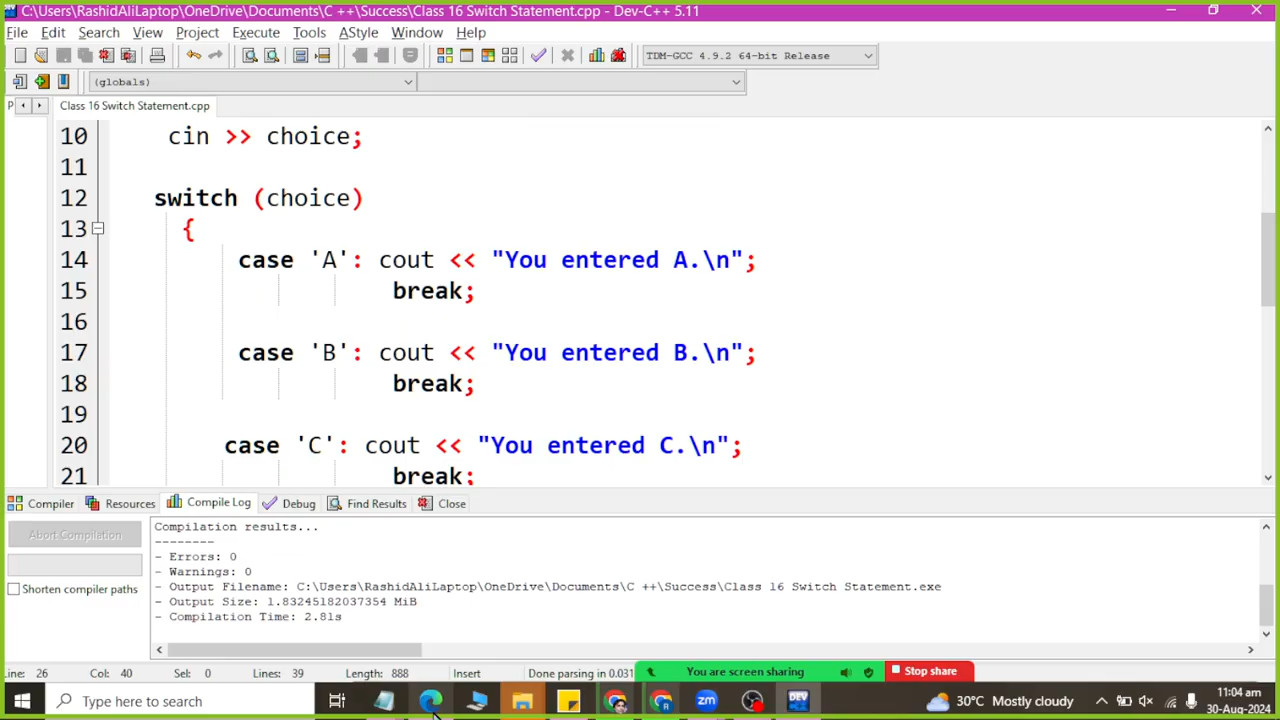 C:\Users\RashidAliLaptop\OneDrive\Documents\C ++\Success\Class 16 Switch Statement.cpp - Dev-C++ 5.11
File Edit Search View Project Execute Tools AStyle Window Help
TDM-GCC 4.9.2 64-bit Release
(globals)
P Class 16 Switch Statement.cpp
10 cin >> choice;
11
12 switch (choice)
13 {
14 case 'A': cout << "You entered A.\n";
15 break;
16
17 case 'B': cout << "You entered B.\n";
18 break;
19
20 case 'C': cout << "You entered C.\n";
21 break;
Compiler Resources Compile Log Debug Find Results Close
Compilation results...
--------
- Errors: 0
- Warnings: 0
- Output Filename: C:\Users\RashidAliLaptop\OneDrive\Documents\C ++\Success\Class 16 Switch Statement.exe
- Output Size: 1.83245182037354 MiB
- Compilation Time: 2.81s
Abort Compilation
Shorten compiler paths
Line: 26 Col: 40 Sel: 0 Lines: 39 Length: 888 Insert Done parsing in 0.031 You are screen sharing Stop share
Type here to search
zm
DEV
30°C Mostly cloudy
11:04 am
30-Aug-2024